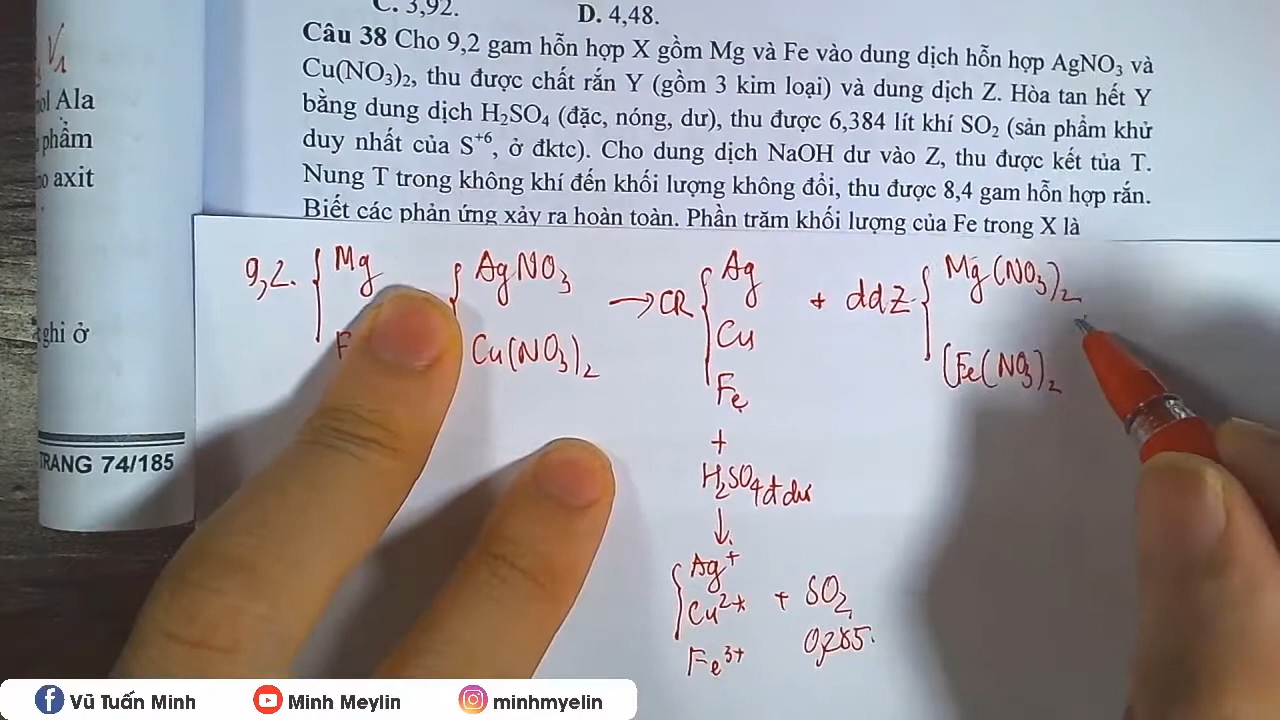 C. 3,92. D. 4,48.
Câu 38 Cho 9,2 gam hỗn hợp X gồm Mg và Fe vào dung dịch hỗn hợp AgNO3 và
Cu(NO3)2, thu được chất rắn Y (gồm 3 kim loại) và dung dịch Z. Hòa tan hết Y
bằng dung dịch H2SO4 (đặc, nóng, dư), thu được 6,384 lít khí SO2 (sản phẩm khử
duy nhất của S+6, ở đktc). Cho dung dịch NaOH dư vào Z, thu được kết tủa T.
Nung T trong không khí đến khối lượng không đổi, thu được 8,4 gam hỗn hợp rắn.
Biết các phản ứng xảy ra hoàn toàn. Phần trăm khối lượng của Fe trong X là
ol Ala
phẩm
o axit
ghi ở
TRANG 74/185
9,2. { Mg { AgNO3 → CR { Ag + ddZ { Mg(NO3)2
F Cu(NO3)2 Cu (Fe(NO3)2
Fe
+
H2SO4 đ dư
↓
{ Ag+
Cu2+ + SO2
Fe3+ 0,285.
Vũ Tuấn Minh Minh Meylin minhmyelin